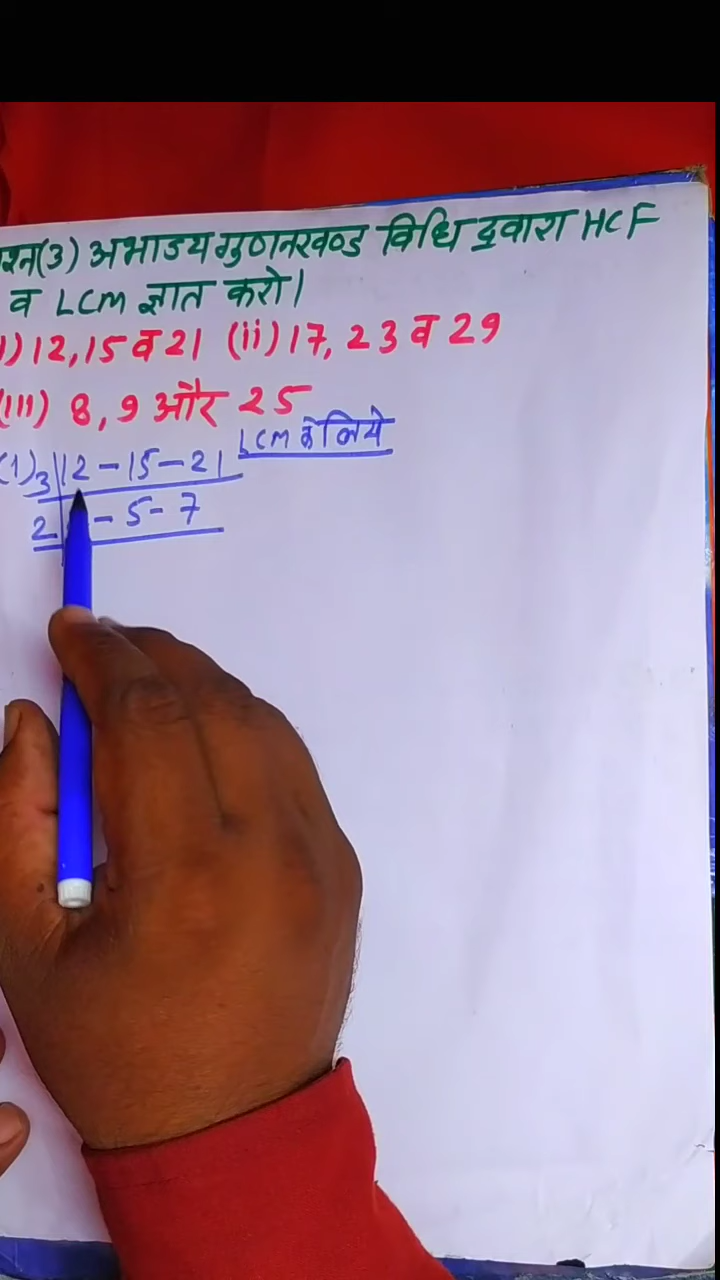 श्न(3) अभाज्य गुणनखण्ड विधि द्वारा HCF
व LCM ज्ञात करो।
i) 12, 15 व 21 (ii) 17, 23 व 29
(iii) 8, 9 और 25
LCM के लिये
(1) 3 | 12 - 15 - 21
2 | - 5 - 7